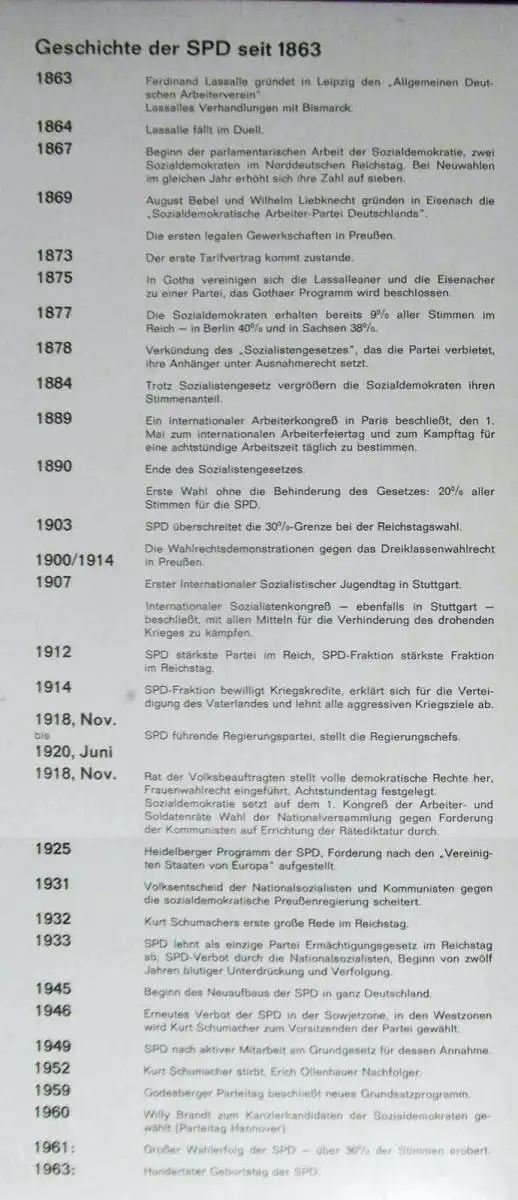 Geschichte der SPD seit 1863
1863 Ferdinand Lassalle gründet in Leipzig den „Allgemeinen Deut-
schen Arbeiterverein"
Lassalles Verhandlungen mit Bismarck.
1864 Lassalle fällt im Duell.
1867 Beginn der parlamentarischen Arbeit der Sozialdemokratie, zwei
Sozialdemokraten im Norddeutschen Reichstag. Bei Neuwahlen
im gleichen Jahr erhöht sich ihre Zahl auf sieben.
1869 August Bebel und Wilhelm Liebknecht gründen in Eisenach die
„Sozialdemokratische Arbeiter-Partei Deutschlands".
Die ersten legalen Gewerkschaften in Preußen.
1873 Der erste Tarifvertrag kommt zustande.
1875 In Gotha vereinigen sich die Lassalleaner und die Eisenacher
zu einer Partei, das Gothaer Programm wird beschlossen.
1877 Die Sozialdemokraten erhalten bereits 9% aller Stimmen im
Reich – in Berlin 40% und in Sachsen 38%.
1878 Verkündung des „Sozialistengesetzes", das die Partei verbietet,
ihre Anhänger unter Ausnahmerecht setzt.
1884 Trotz Sozialistengesetz vergrößern die Sozialdemokraten ihren
Stimmenanteil.
1889 Ein internationaler Arbeiterkongreß in Paris beschließt, den 1.
Mai zum internationalen Arbeiterfeiertag und zum Kampftag für
eine achtstündige Arbeitszeit täglich zu bestimmen.
1890 Ende des Sozialistengesetzes.
Erste Wahl ohne die Behinderung des Gesetzes: 20% aller
Stimmen für die SPD.
1903 SPD überschreitet die 30%-Grenze bei der Reichstagswahl.
Die Wahlrechtsdemonstrationen gegen das Dreiklassenwahlrecht
1900/1914 in Preußen.
1907 Erster Internationaler Sozialistischer Jugendtag in Stuttgart.
Internationaler Sozialistenkongreß – ebenfalls in Stuttgart –
beschließt, mit allen Mitteln für die Verhinderung des drohenden
Krieges zu kämpfen.
1912 SPD stärkste Partei im Reich, SPD-Fraktion stärkste Fraktion
im Reichstag.
1914 SPD-Fraktion bewilligt Kriegskredite, erklärt sich für die Vertei-
digung des Vaterlandes und lehnt alle aggressiven Kriegsziele ab.
1918, Nov.
bis SPD führende Regierungspartei, stellt die Regierungschefs.
1920, Juni
1918, Nov. Rat der Volksbeauftragten stellt volle demokratische Rechte her,
Frauenwahlrecht eingeführt, Achtstundentag festgelegt.
Sozialdemokratie setzt auf dem 1. Kongreß der Arbeiter- und
Soldatenräte Wahl der Nationalversammlung gegen Forderung
der Kommunisten auf Errichtung der Rätediktatur durch.
1925 Heidelberger Programm der SPD, Forderung nach den „Vereinig-
ten Staaten von Europa" aufgestellt.
1931 Volksentscheid der Nationalsozialisten und Kommunisten gegen
die sozialdemokratische Preußenregierung scheitert.
1932 Kurt Schumachers erste große Rede im Reichstag.
1933 SPD lehnt als einzige Partei Ermächtigungsgesetz im Reichstag
ab. SPD-Verbot durch die Nationalsozialisten, Beginn von zwölf
Jahren blutiger Unterdrückung und Verfolgung.
1945 Beginn des Neuaufbaus der SPD in ganz Deutschland.
1946 Erneutes Verbot der SPD in der Sowjetzone, in den Westzonen
wird Kurt Schumacher zum Vorsitzenden der Partei gewählt.
1949 SPD nach aktiver Mitarbeit am Grundgesetz für dessen Annahme.
1952 Kurt Schumacher stirbt. Erich Ollenhauer Nachfolger.
1959 Godesberger Parteitag beschließt neues Grundsatzprogramm.
1960 Willy Brandt zum Kanzlerkandidaten der Sozialdemokraten ge-
wählt (Parteitag Hannover)
1961: Großer Wahlerfolg der SPD – über 36% der Stimmen erobert.
1963: Hundertster Geburtstag der SPD.